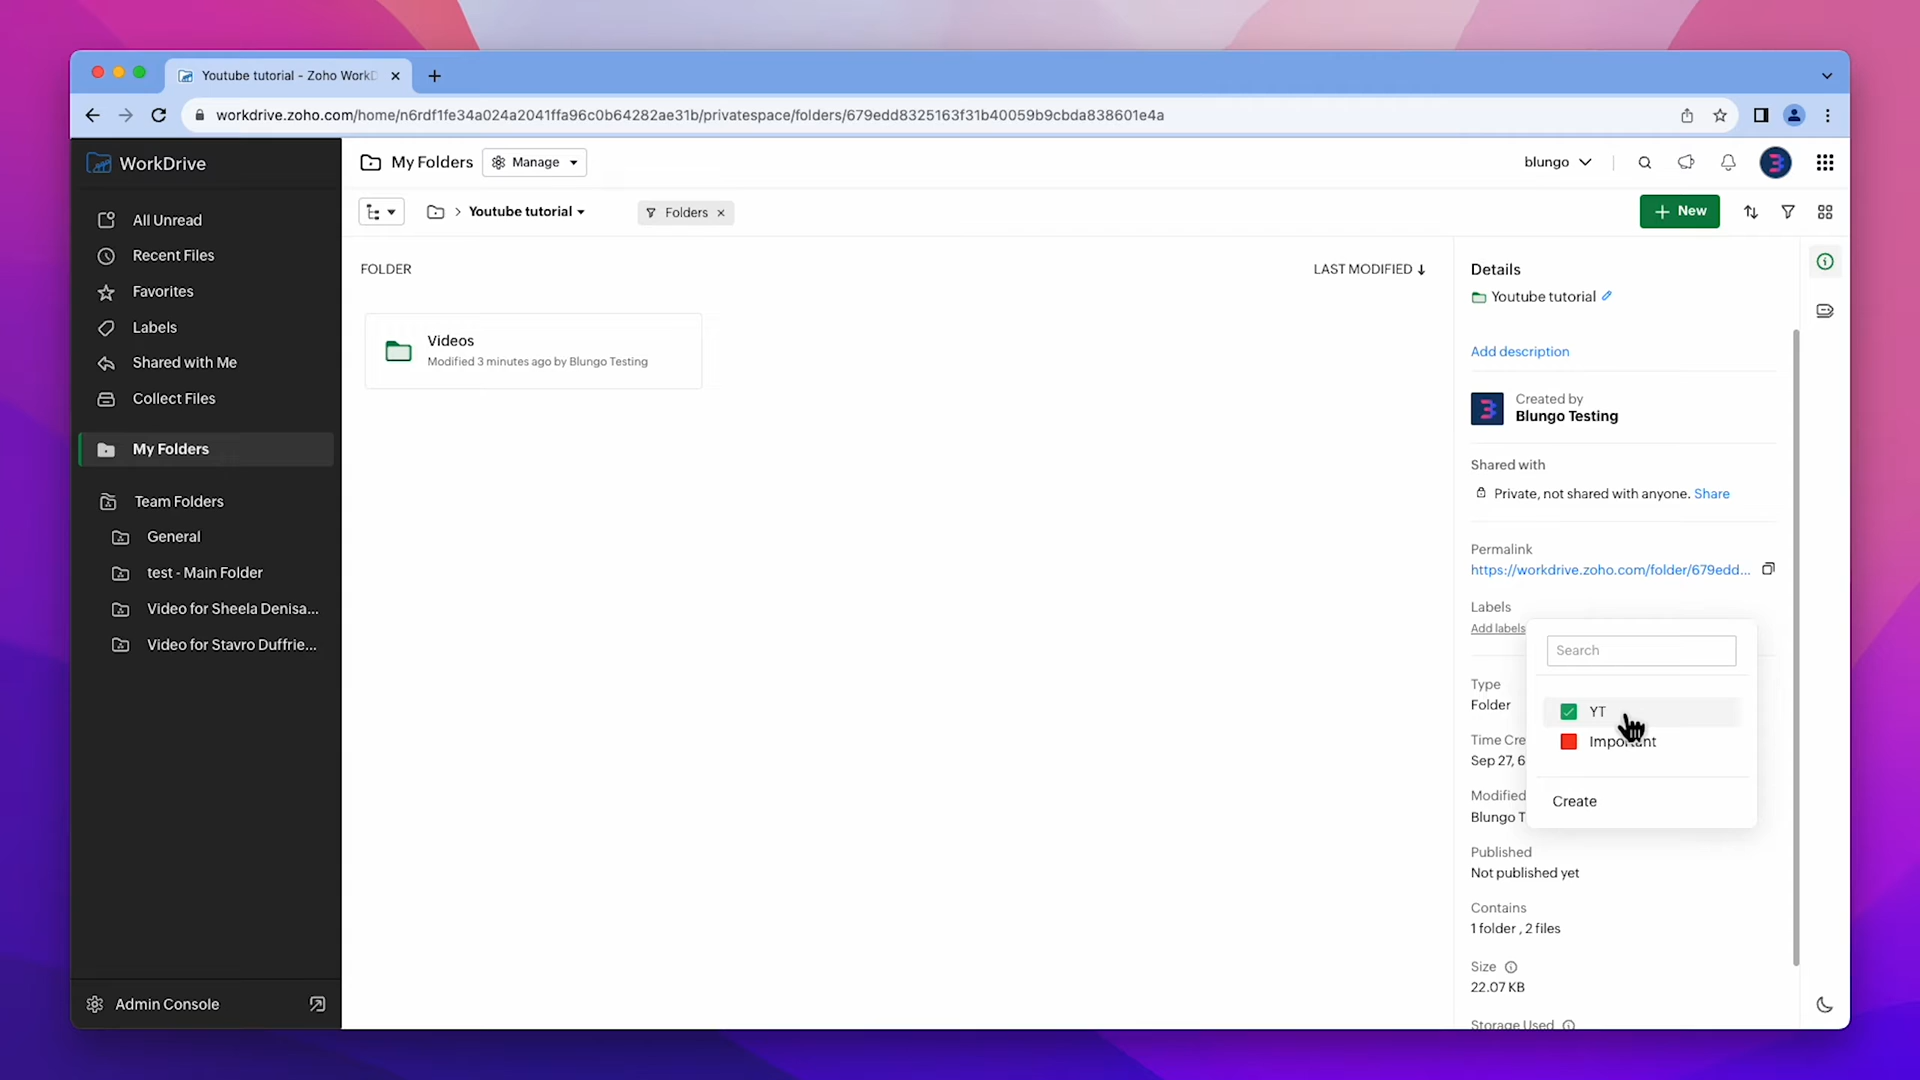 Youtube tutorial - Zoho WorkD
workdrive.zoho.com/home/n6rdf1fe34a024a2041ffa96c0b64282ae31b/privatespace/folders/679edd8325163f31b40059b9cbda838601e4a
WorkDrive
My Folders
Manage
blungo
All Unread
Recent Files
Favorites
Labels
Shared with Me
Collect Files
My Folders
Team Folders
General
test - Main Folder
Video for Sheela Denisa...
Video for Stavro Duffrie...
Admin Console
Youtube tutorial
Folders
New
FOLDER
LAST MODIFIED
Videos
Modified 3 minutes ago by Blungo Testing
Details
Youtube tutorial
Add description
Created by
Blungo Testing
Shared with
Private, not shared with anyone. Share
Permalink
https://workdrive.zoho.com/folder/679edd...
Labels
Add labels
Search
YT
Important
Create
Type
Folder
Time Cre
Sep 27, 6
Modified
Blungo T
Published
Not published yet
Contains
1 folder , 2 files
Size
22.07 KB
Storage Used